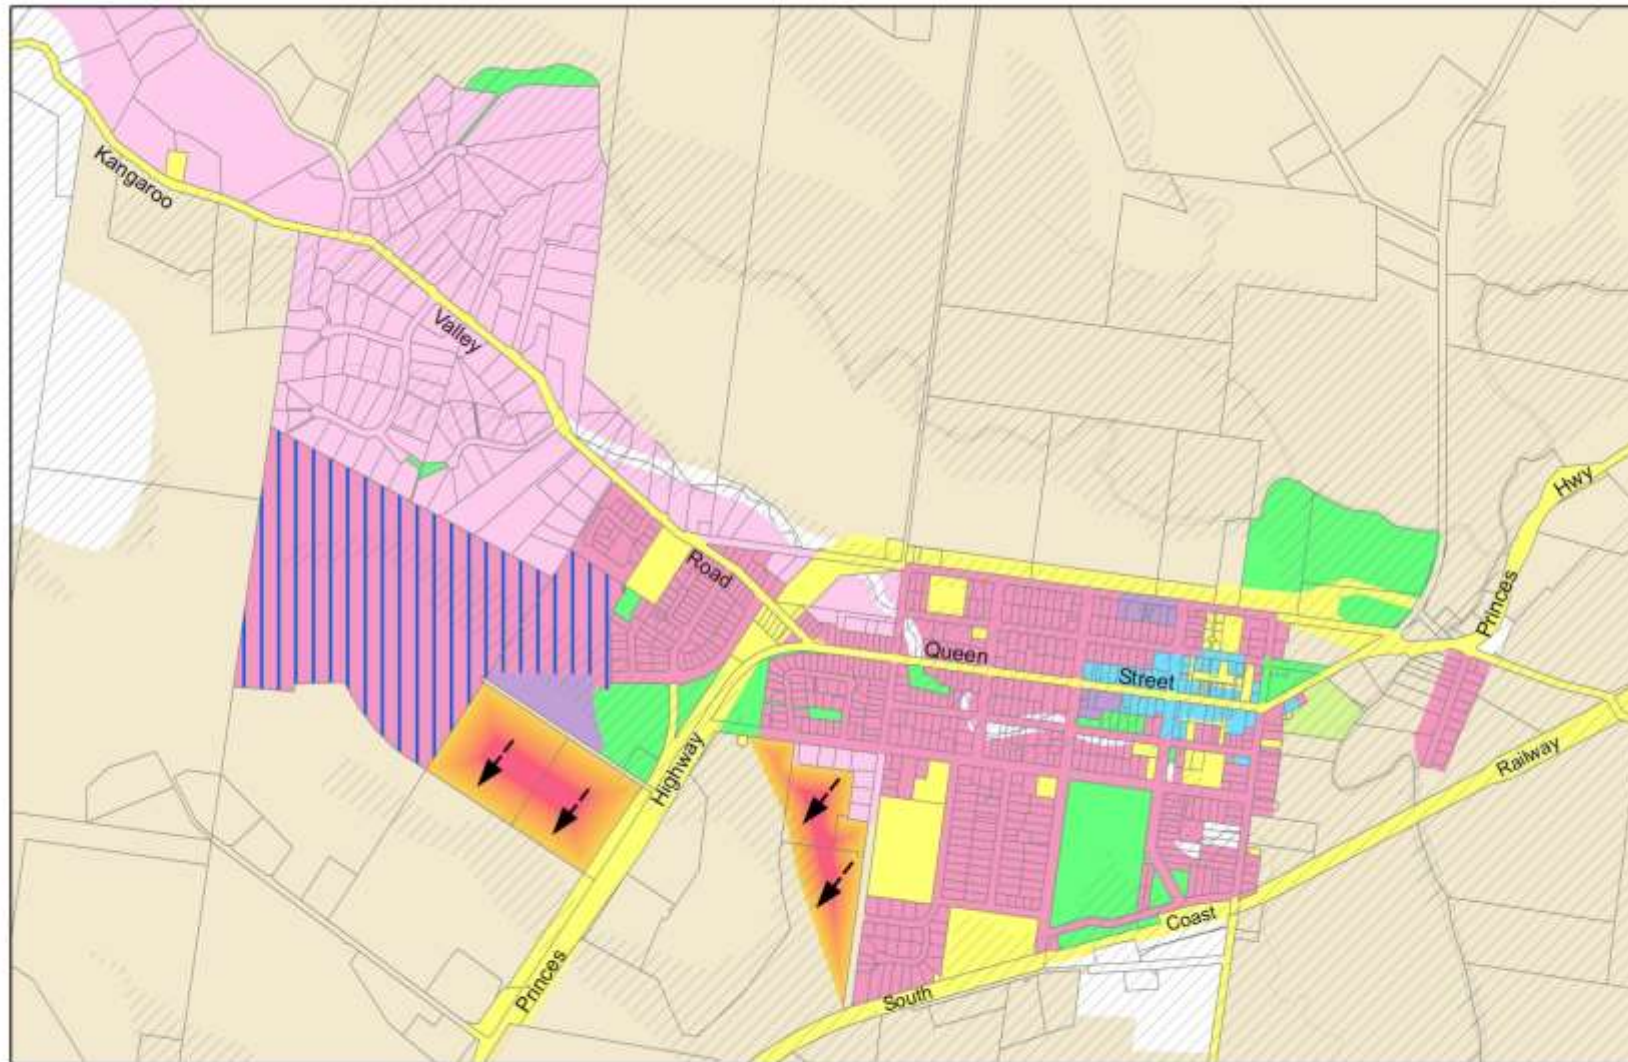 Kangaroo
Valley
Road
Hwy
Princes
Queen
Street
Railway
Highway
Coast
Princes
South